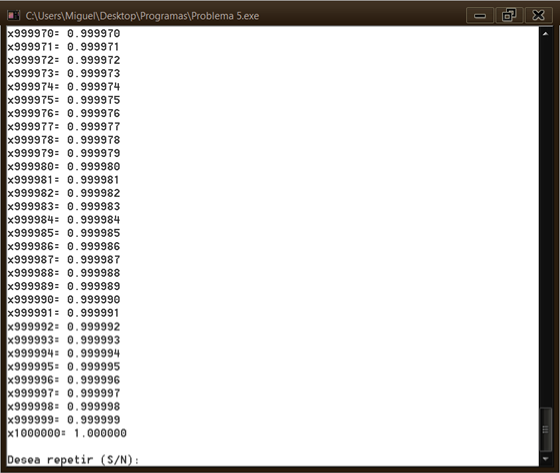 C:\Users\Miguel\Desktop\Programas\Problema 5.exe
x999970= 0.999970
x999971= 0.999971
x999972= 0.999972
x999973= 0.999973
x999974= 0.999974
x999975= 0.999975
x999976= 0.999976
x999977= 0.999977
x999978= 0.999978
x999979= 0.999979
x999980= 0.999980
x999981= 0.999981
x999982= 0.999982
x999983= 0.999983
x999984= 0.999984
x999985= 0.999985
x999986= 0.999986
x999987= 0.999987
x999988= 0.999988
x999989= 0.999989
x999990= 0.999990
x999991= 0.999991
x999992= 0.999992
x999993= 0.999993
x999994= 0.999994
x999995= 0.999995
x999996= 0.999996
x999997= 0.999997
x999998= 0.999998
x999999= 0.999999
x1000000= 1.000000
Desea repetir (S/N):